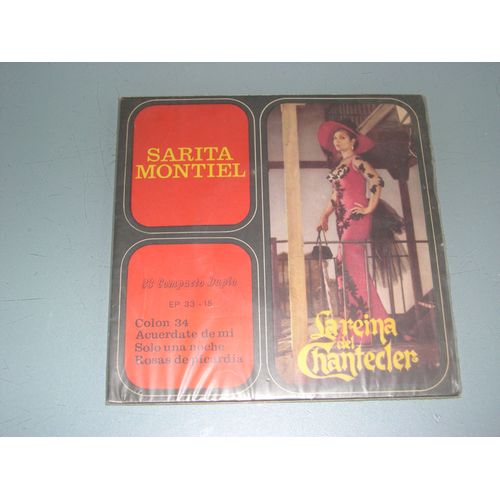 SARITA
MONTIEL
33 Compacto Duplo
EP 33 - 15
Colon 34
Acuerdate de mi
Solo una noche
Rosas de picardia
La reina
del
Chantecler